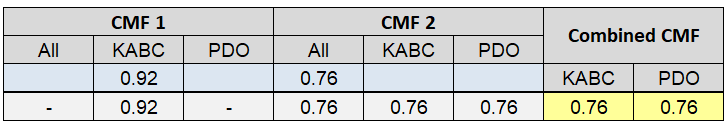 CMF 1 CMF 2 Combined CMF
All KABC PDO All KABC PDO
0.92 0.76 KABC PDO
- 0.92 - 0.76 0.76 0.76 0.76 0.76